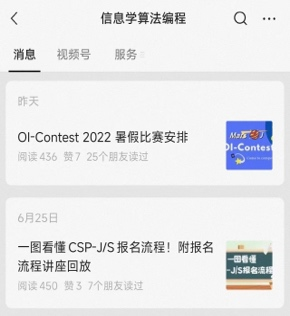 信息学算法编程
消息 视频号 服务
昨天
OI-Contest 2022 暑假比赛安排
阅读 436 赞 7 25个朋友读过
OI-Contest
6月25日
一图看懂 CSP-J/S 报名流程！附报名
流程讲座回放
阅读 450 赞 3 7个朋友读过
一图看懂
-J/S报名流程